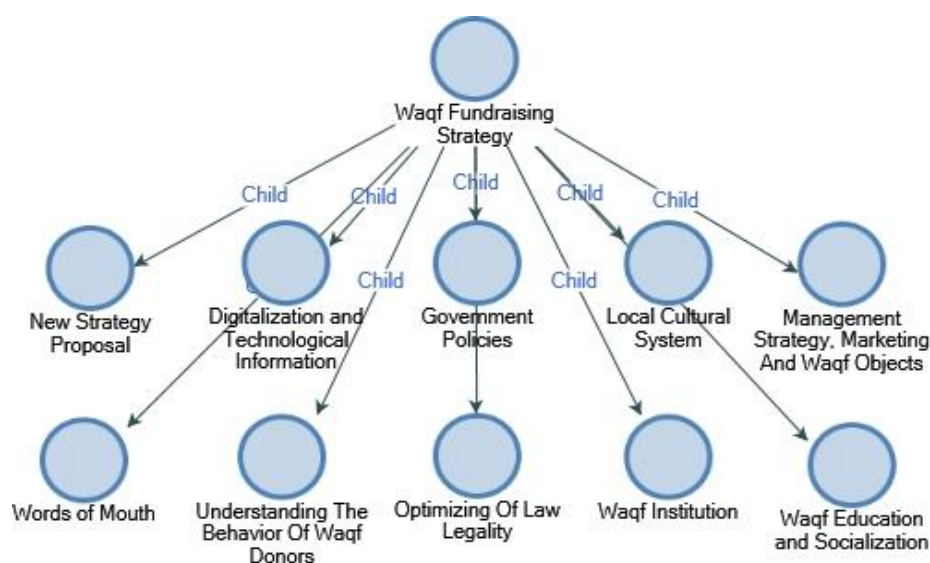 Waqf Fundraising
Strategy
Child
Child
Child
Child
Child
New Strategy
Proposal
Digitalization and
Technological
Information
Government
Policies
Local Cultural
System
Management
Strategy, Marketing
And Waqf Objects
Child
Child
Words of Mouth
Understanding The
Behavior Of Waqf
Donors
Optimizing Of Law
Legality
Waqf Institution
Waqf Education
and Socialization